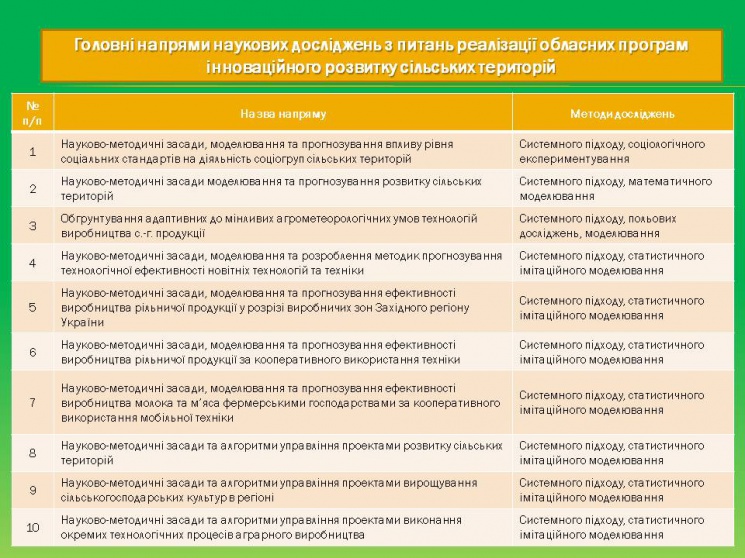 Головні напрями наукових досліджень з питань реалізації обласних програм
інноваційного розвитку сільських територій
№
п/п
Назва напряму
Методи досліджень
1
Науково-методичні засади, моделювання та прогнозування впливу рівня
соціальних стандартів на діяльність соціогруп сільських територій
Системного підходу, соціологічного
експериментування
2
Науково-методичні засади моделювання та прогнозування розвитку сільських
територій
Системного підходу, математичного
моделювання
3
Обгрунтування адаптивних до мінливих агрометеорологічних умов технологій
виробництва с.-г. продукції
Системного підходу, польових
досліджень, моделювання
4
Науково-методичні засади, моделювання та розроблення методик прогнозування
технологічної ефективності новітніх технологій та техніки
Системного підходу, статистичного
імітаційного моделювання
5
Науково-методичні засади, моделювання та прогнозування ефективності
виробництва рільничої продукції у розрізі виробничих зон Західного регіону
України
Системного підходу, статистичного
імітаційного моделювання
6
Науково-методичні засади, моделювання та прогнозування ефективності
виробництва рільничої продукції за кооперативного використання техніки
Системного підходу, статистичного
імітаційного моделювання
7
Науково-методичні засади, моделювання та прогнозування ефективності
виробництва молока та м’яса фермерськими господарствами за кооперативного
використання мобільної техніки
Системного підходу, статистичного
імітаційного моделювання
8
Науково-методичні засади та алгоритми управління проектами розвитку сільських
територій
Системного підходу, статистичного
імітаційного моделювання
9
Науково-методичні засади та алгоритми управління проектами вирощування
сільськогосподарських культур в регіоні
Системного підходу, статистичного
імітаційного моделювання
10
Науково-методичні засади та алгоритми управління проектами виконання
окремих технологічних процесів аграрного виробництва
Системного підходу, статистичного
імітаційного моделювання